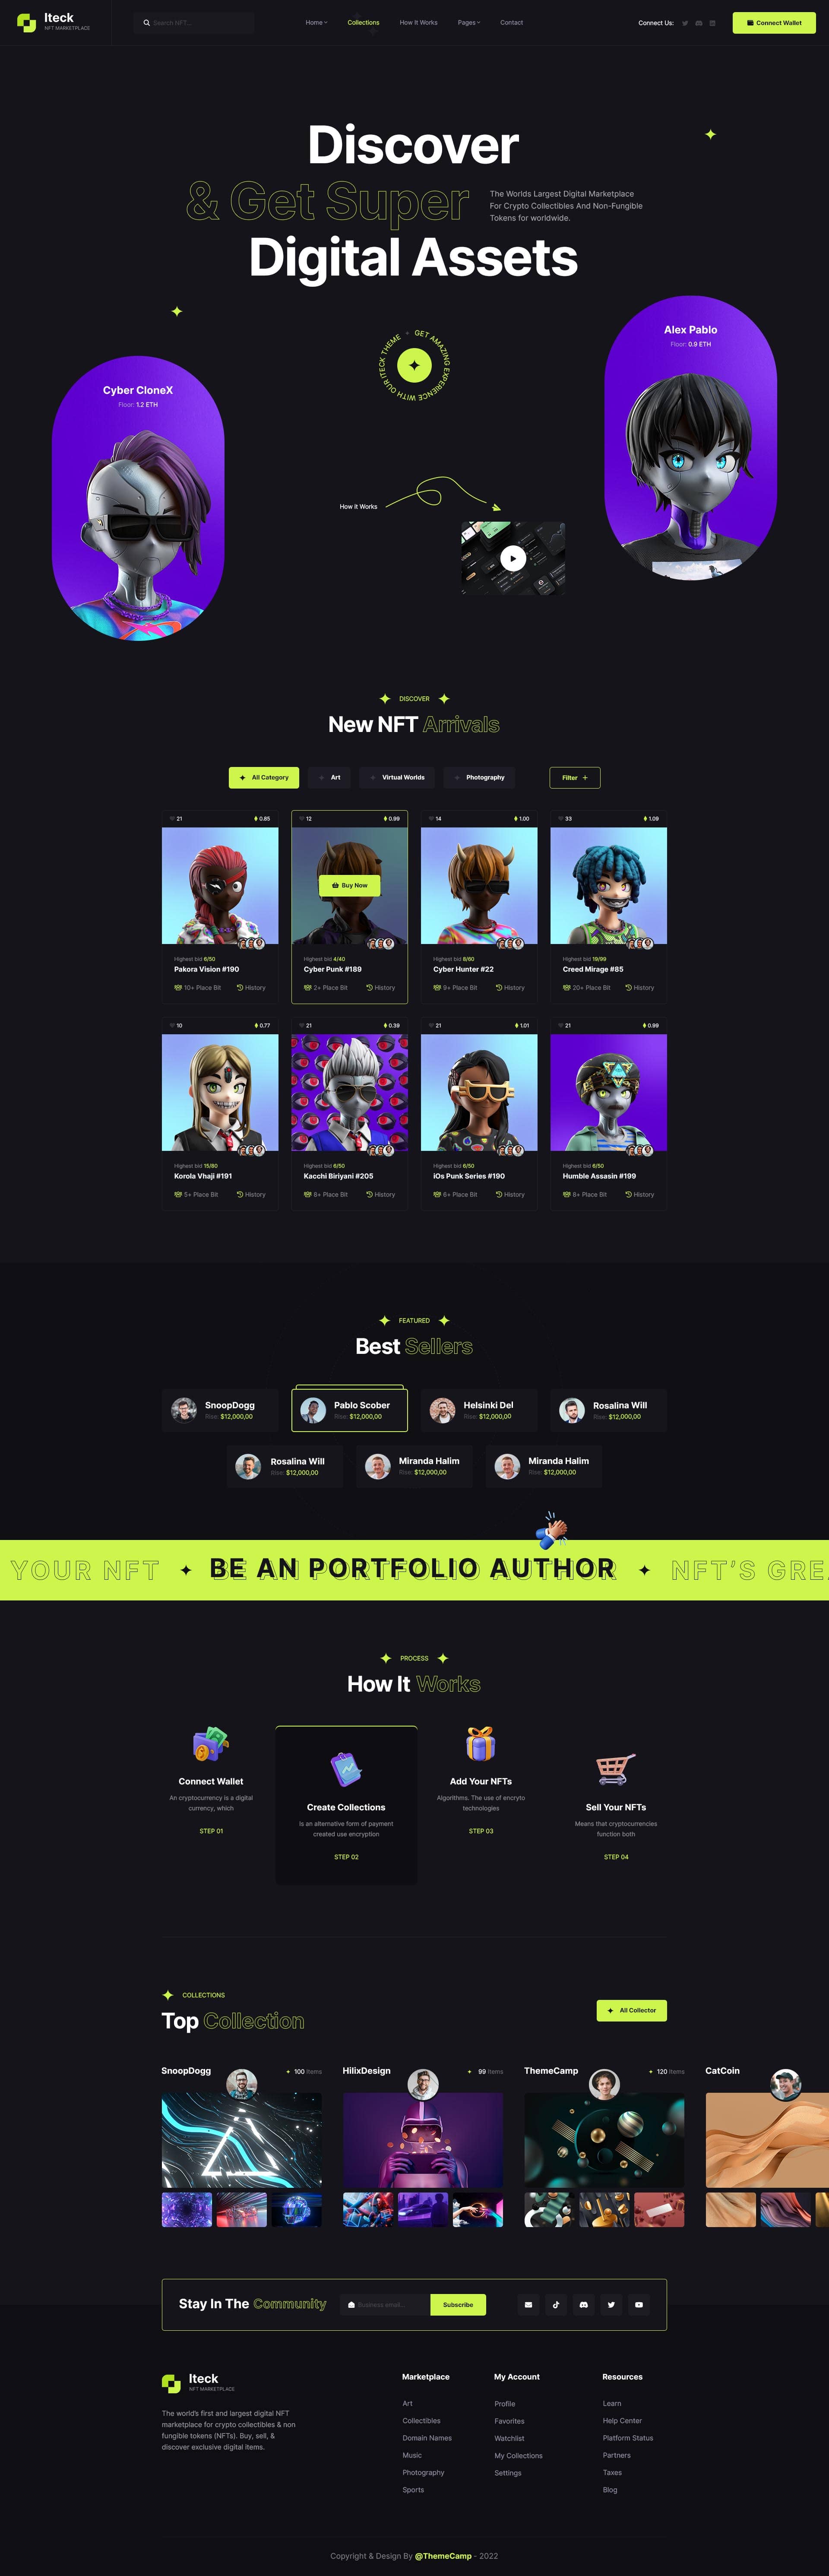 Iteck
NFT MARKETPLACE
Search NFT...
Home
Collections
How It Works
Pages
Contact
Connect Us:
Connect Wallet
Discover
& Get Super
The Worlds Largest Digital Marketplace
For Crypto Collectibles And Non-Fungible
Tokens for worldwide.
Digital Assets
Alex Pablo
Floor: 0.9 ETH
GET AMAZING EXPERIENCE WITH OUR ITECK THEME
Cyber CloneX
Floor: 1.2 ETH
How It Works
DISCOVER
New NFT Arrivals
All Category
Art
Virtual Worlds
Photography
Filter +
21 0.85
12 0.99
14 1.00
33 1.09
Buy Now
Highest bid 6/50
Pakora Vision #190
10+ Place Bit History
Highest bid 4/40
Cyber Punk #189
2+ Place Bit History
Highest bid 8/60
Cyber Hunter #22
9+ Place Bit History
Highest bid 19/99
Creed Mirage #85
20+ Place Bit History
10 0.77
21 0.39
21 1.01
21 0.99
Highest bid 15/80
Korola Vhaji #191
5+ Place Bit History
Highest bid 6/50
Kacchi Biriyani #205
8+ Place Bit History
Highest bid 6/50
iOs Punk Series #190
6+ Place Bit History
Highest bid 6/50
Humble Assasin #199
8+ Place Bit History
FEATURED
Best Sellers
SnoopDogg
Rise: $12,000,00
Pablo Scober
Rise: $12,000,00
Helsinki Del
Rise: $12,000,00
Rosalina Will
Rise: $12,000,00
Rosalina Will
Rise: $12,000,00
Miranda Halim
Rise: $12,000,00
Miranda Halim
Rise: $12,000,00
YOUR NFT BE AN PORTFOLIO AUTHOR NFT'S GREA
PROCESS
How It Works
Connect Wallet
An cryptocurrency is a digital
currency, which
STEP 01
Create Collections
Is an alternative form of payment
created use encryption
STEP 02
Add Your NFTs
Algorithms. The use of encryto
technologies
STEP 03
Sell Your NFTs
Means that cryptocurrencies
function both
STEP 04
COLLECTIONS
Top Collection
All Collector
SnoopDogg
100 Items
HilixDesign
99 Items
ThemeCamp
120 Items
CatCoin
Stay In The Community
Business email...
Subscribe
Iteck
NFT MARKETPLACE
The world's first and largest digital NFT
marketplace for crypto collectibles & non
fungible tokens (NFTs). Buy, sell, &
discover exclusive digital items.
Marketplace
Art
Collectibles
Domain Names
Music
Photography
Sports
My Account
Profile
Favorites
Watchlist
My Collections
Settings
Resources
Learn
Help Center
Platform Status
Partners
Taxes
Blog
Copyright & Design By @ThemeCamp - 2022